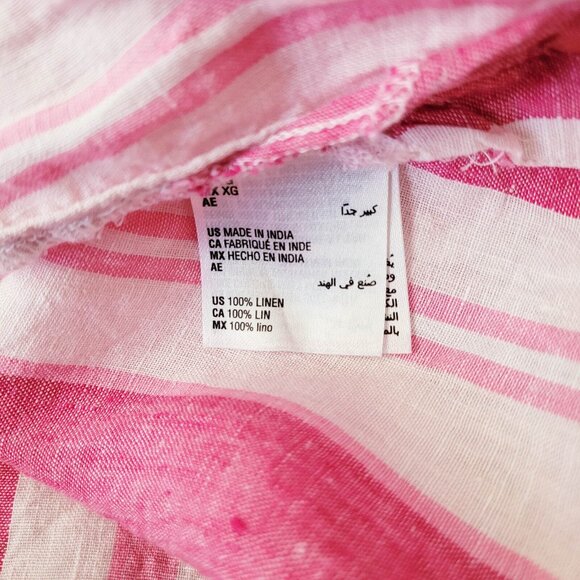 XG
AE
كبير جدًا
US MADE IN INDIA
CA FABRIQUÉ EN INDE
MX HECHO EN INDIA
AE
صُنع في الهند
US 100% LINEN
CA 100% LIN
MX 100% lino